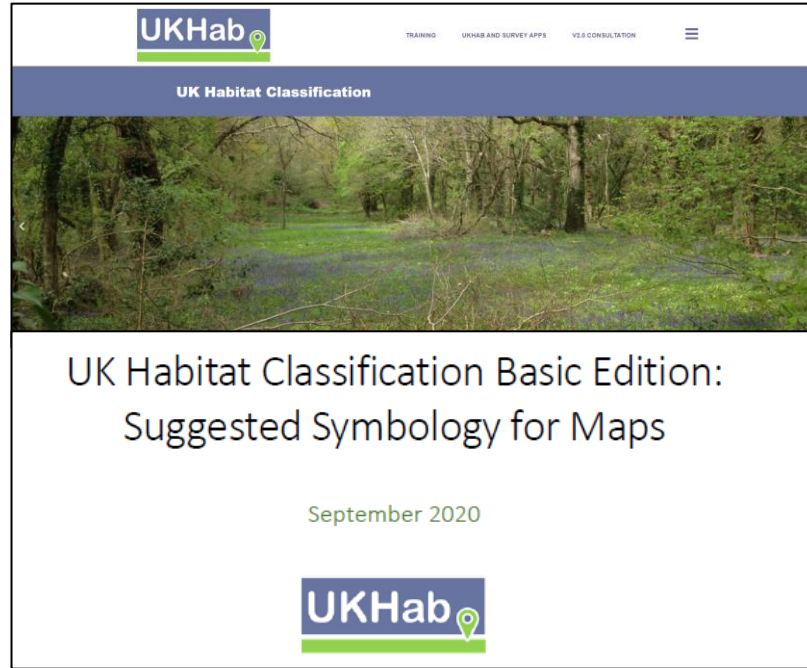 UKHab
TRAINING
UKHAB AND SURVEY APPS
V2.0 CONSULTATION
UK Habitat Classification
UK Habitat Classification Basic Edition:
Suggested Symbology for Maps
September 2020
UKHab